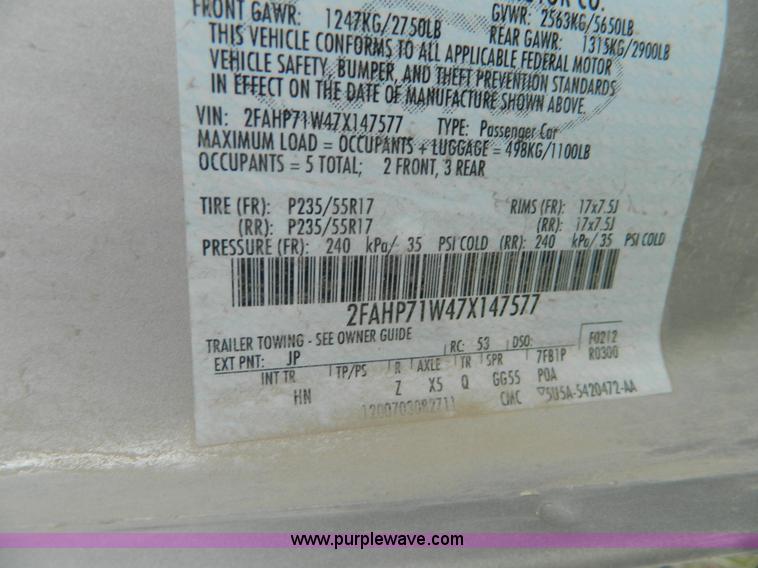 MOTOR CO.
FRONT GAWR: 1247KG/2750LB GVWR: 2563KG/5650LB
REAR GAWR: 1315KG/2900LB
THIS VEHICLE CONFORMS TO ALL APPLICABLE FEDERAL MOTOR
VEHICLE SAFETY, BUMPER, AND THEFT PREVENTION STANDARDS
IN EFFECT ON THE DATE OF MANUFACTURE SHOWN ABOVE.
VIN: 2FAHP71W47X147577 TYPE: Passenger Car
MAXIMUM LOAD = OCCUPANTS + LUGGAGE = 498KG/1100LB
OCCUPANTS = 5 TOTAL; 2 FRONT, 3 REAR
TIRE (FR): P235/55R17 RIMS (FR): 17x7.5J
(RR): P235/55R17 (RR): 17x7.5J
PRESSURE (FR): 240 kPa/ 35 PSI COLD (RR): 240 kPa/ 35 PSI COLD
2FAHP71W47X147577
TRAILER TOWING - SEE OWNER GUIDE
EXT PNT: JP RC: 53 DSO: F0212
INT TR TP/PS R AXLE TR SPR 7FB1P R0300
HN Z X5 Q GG55 POA
1200703082711 CMC ▽5U5A-5420472-AA
www.purplewave.com